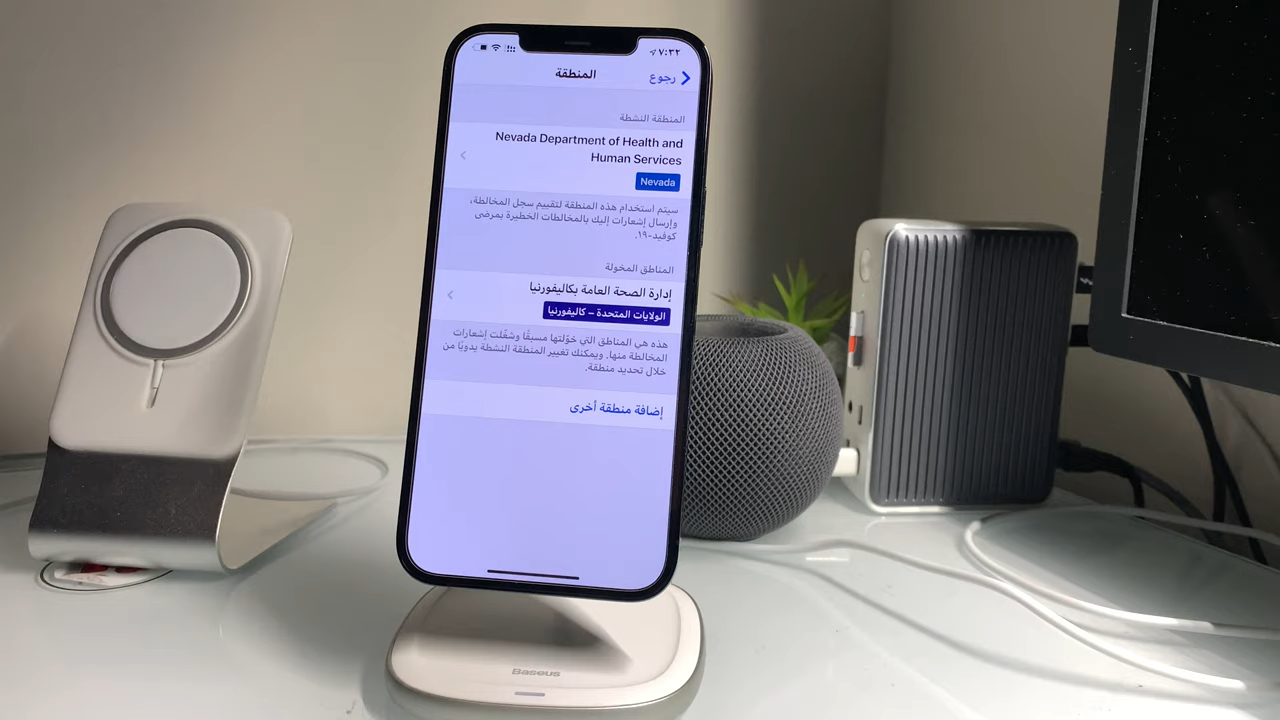 ٧:٣٢
رجوع
المنطقة
المنطقة النشطة
Nevada Department of Health and
Human Services
Nevada
سيتم استخدام هذه المنطقة لتقييم سجل المخالطة،
وإرسال إشعارات إليك بالمخالطات الخطيرة بمرضى
كوفيد-١٩.
المناطق المخولة
إدارة الصحة العامة بكاليفورنيا
الولايات المتحدة – كاليفورنيا
هذه هي المناطق التي خوّلتها مسبقًا وشغّلت إشعارات
المخالطة منها. ويمكنك تغيير المنطقة النشطة يدويًا من
خلال تحديد منطقة.
إضافة منطقة أخرى
Baseus